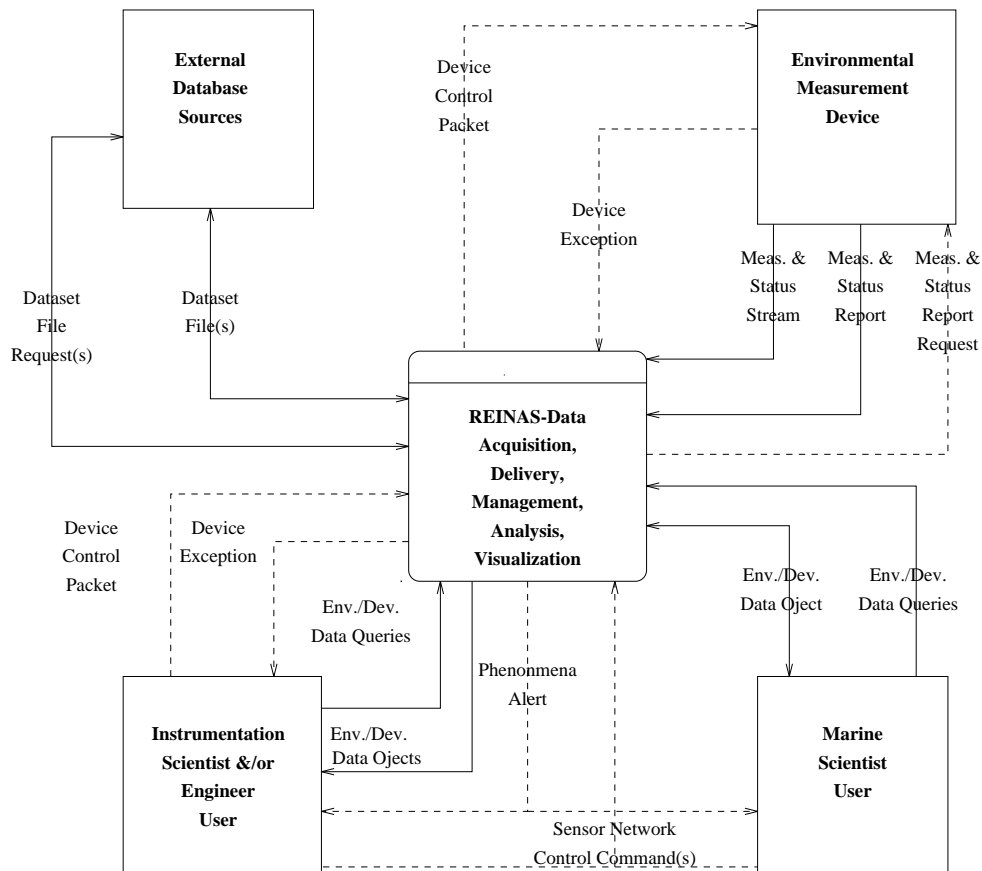 External
Database
Sources
Device
Control
Packet
Environmental
Measurement
Device
Device
Exception
Meas. &
Status
Stream
Meas. &
Status
Report
Meas. &
Status
Report
Request
Dataset
File
Request(s)
Dataset
File(s)
REINAS-Data
Acquisition,
Delivery,
Management,
Analysis,
Visualization
Device
Control
Packet
Device
Exception
Env./Dev.
Data Queries
Env./Dev.
Data Oject
Env./Dev.
Data Queries
Phenonmena
Alert
Instrumentation
Scientist &/or
Engineer
User
Env./Dev.
Data Ojects
Marine
Scientist
User
Sensor Network
Control Command(s)